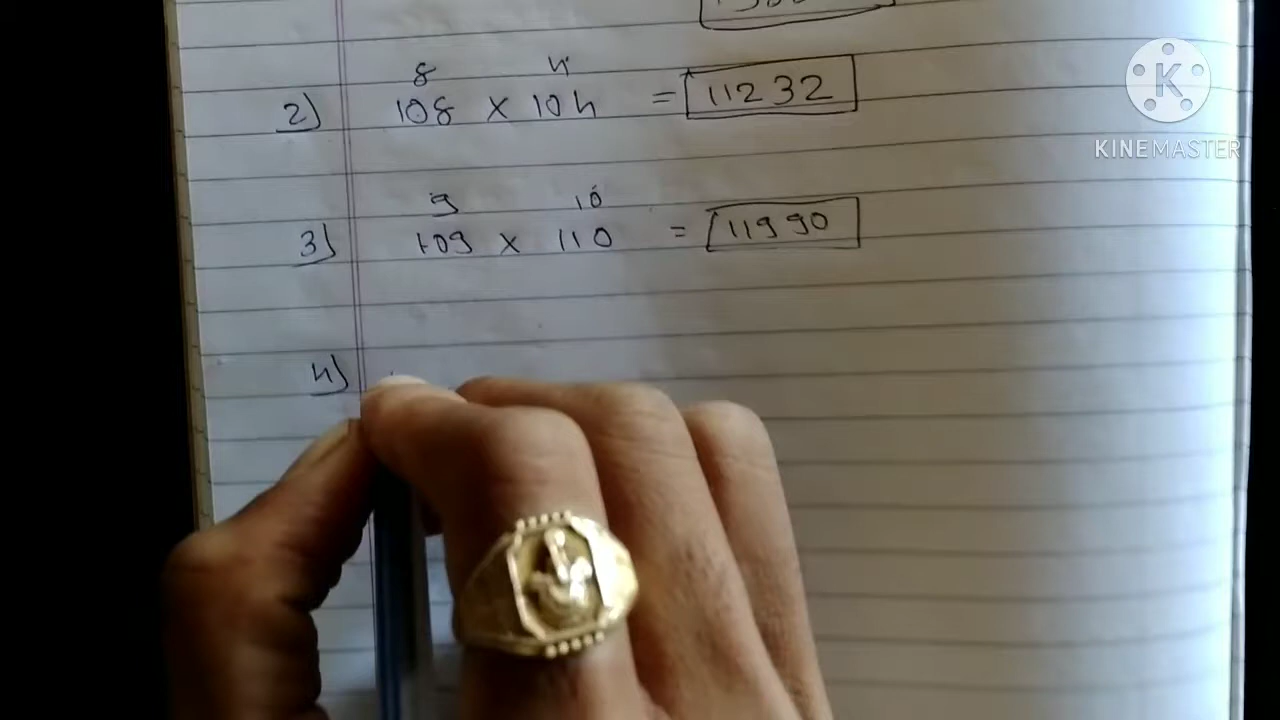 8 4
2) 108 x 104 = 11232
9 10
3) 109 x 110 = 11990
4)
K
KINEMASTER